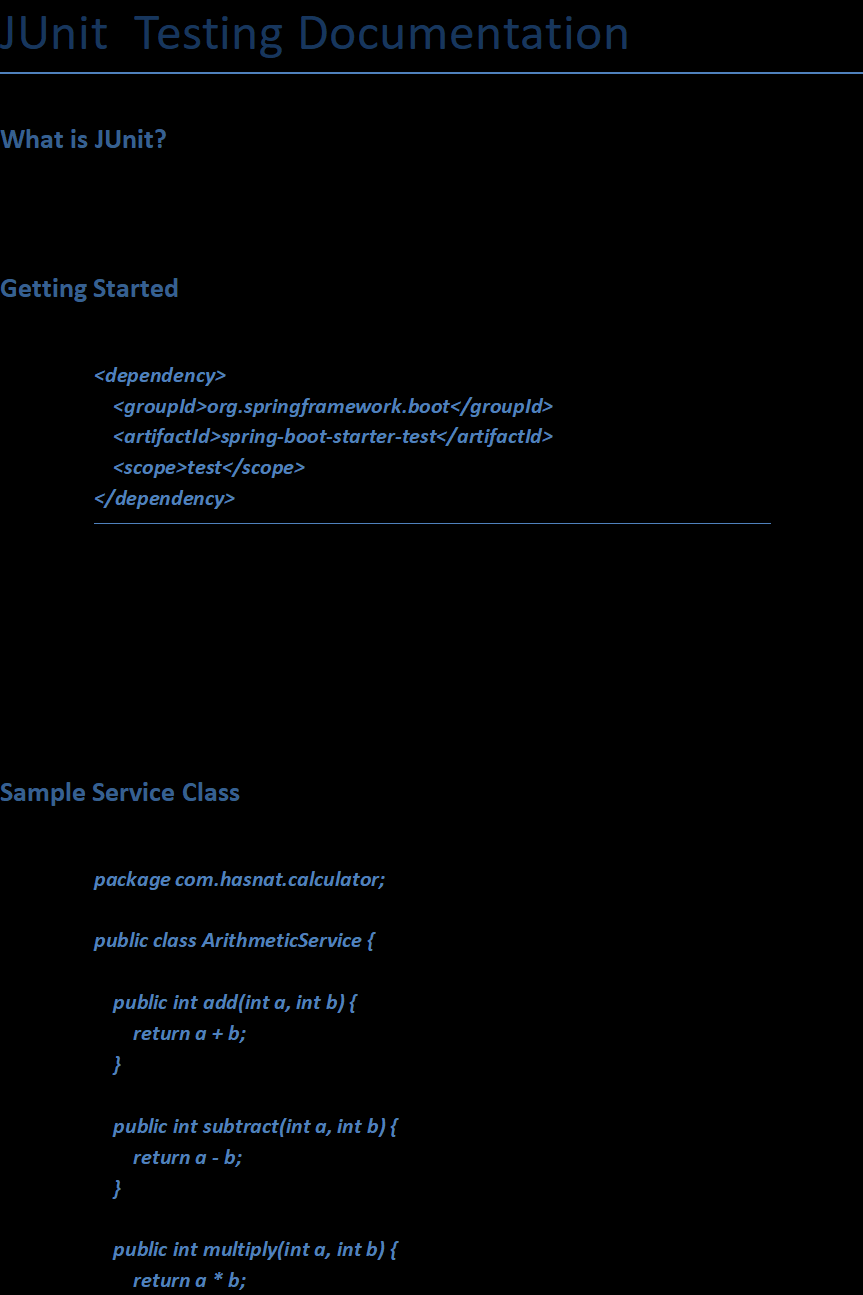 JUnit Testing Documentation
What is JUnit?
Getting Started
<dependency>
<groupId>org.springframework.boot</groupId>
<artifactId>spring-boot-starter-test</artifactId>
<scope>test</scope>
</dependency>
Sample Service Class
package com.hasnat.calculator;
public class ArithmeticService {
public int add(int a, int b) {
return a + b;
}
public int subtract(int a, int b) {
return a - b;
}
public int multiply(int a, int b) {
return a * b;